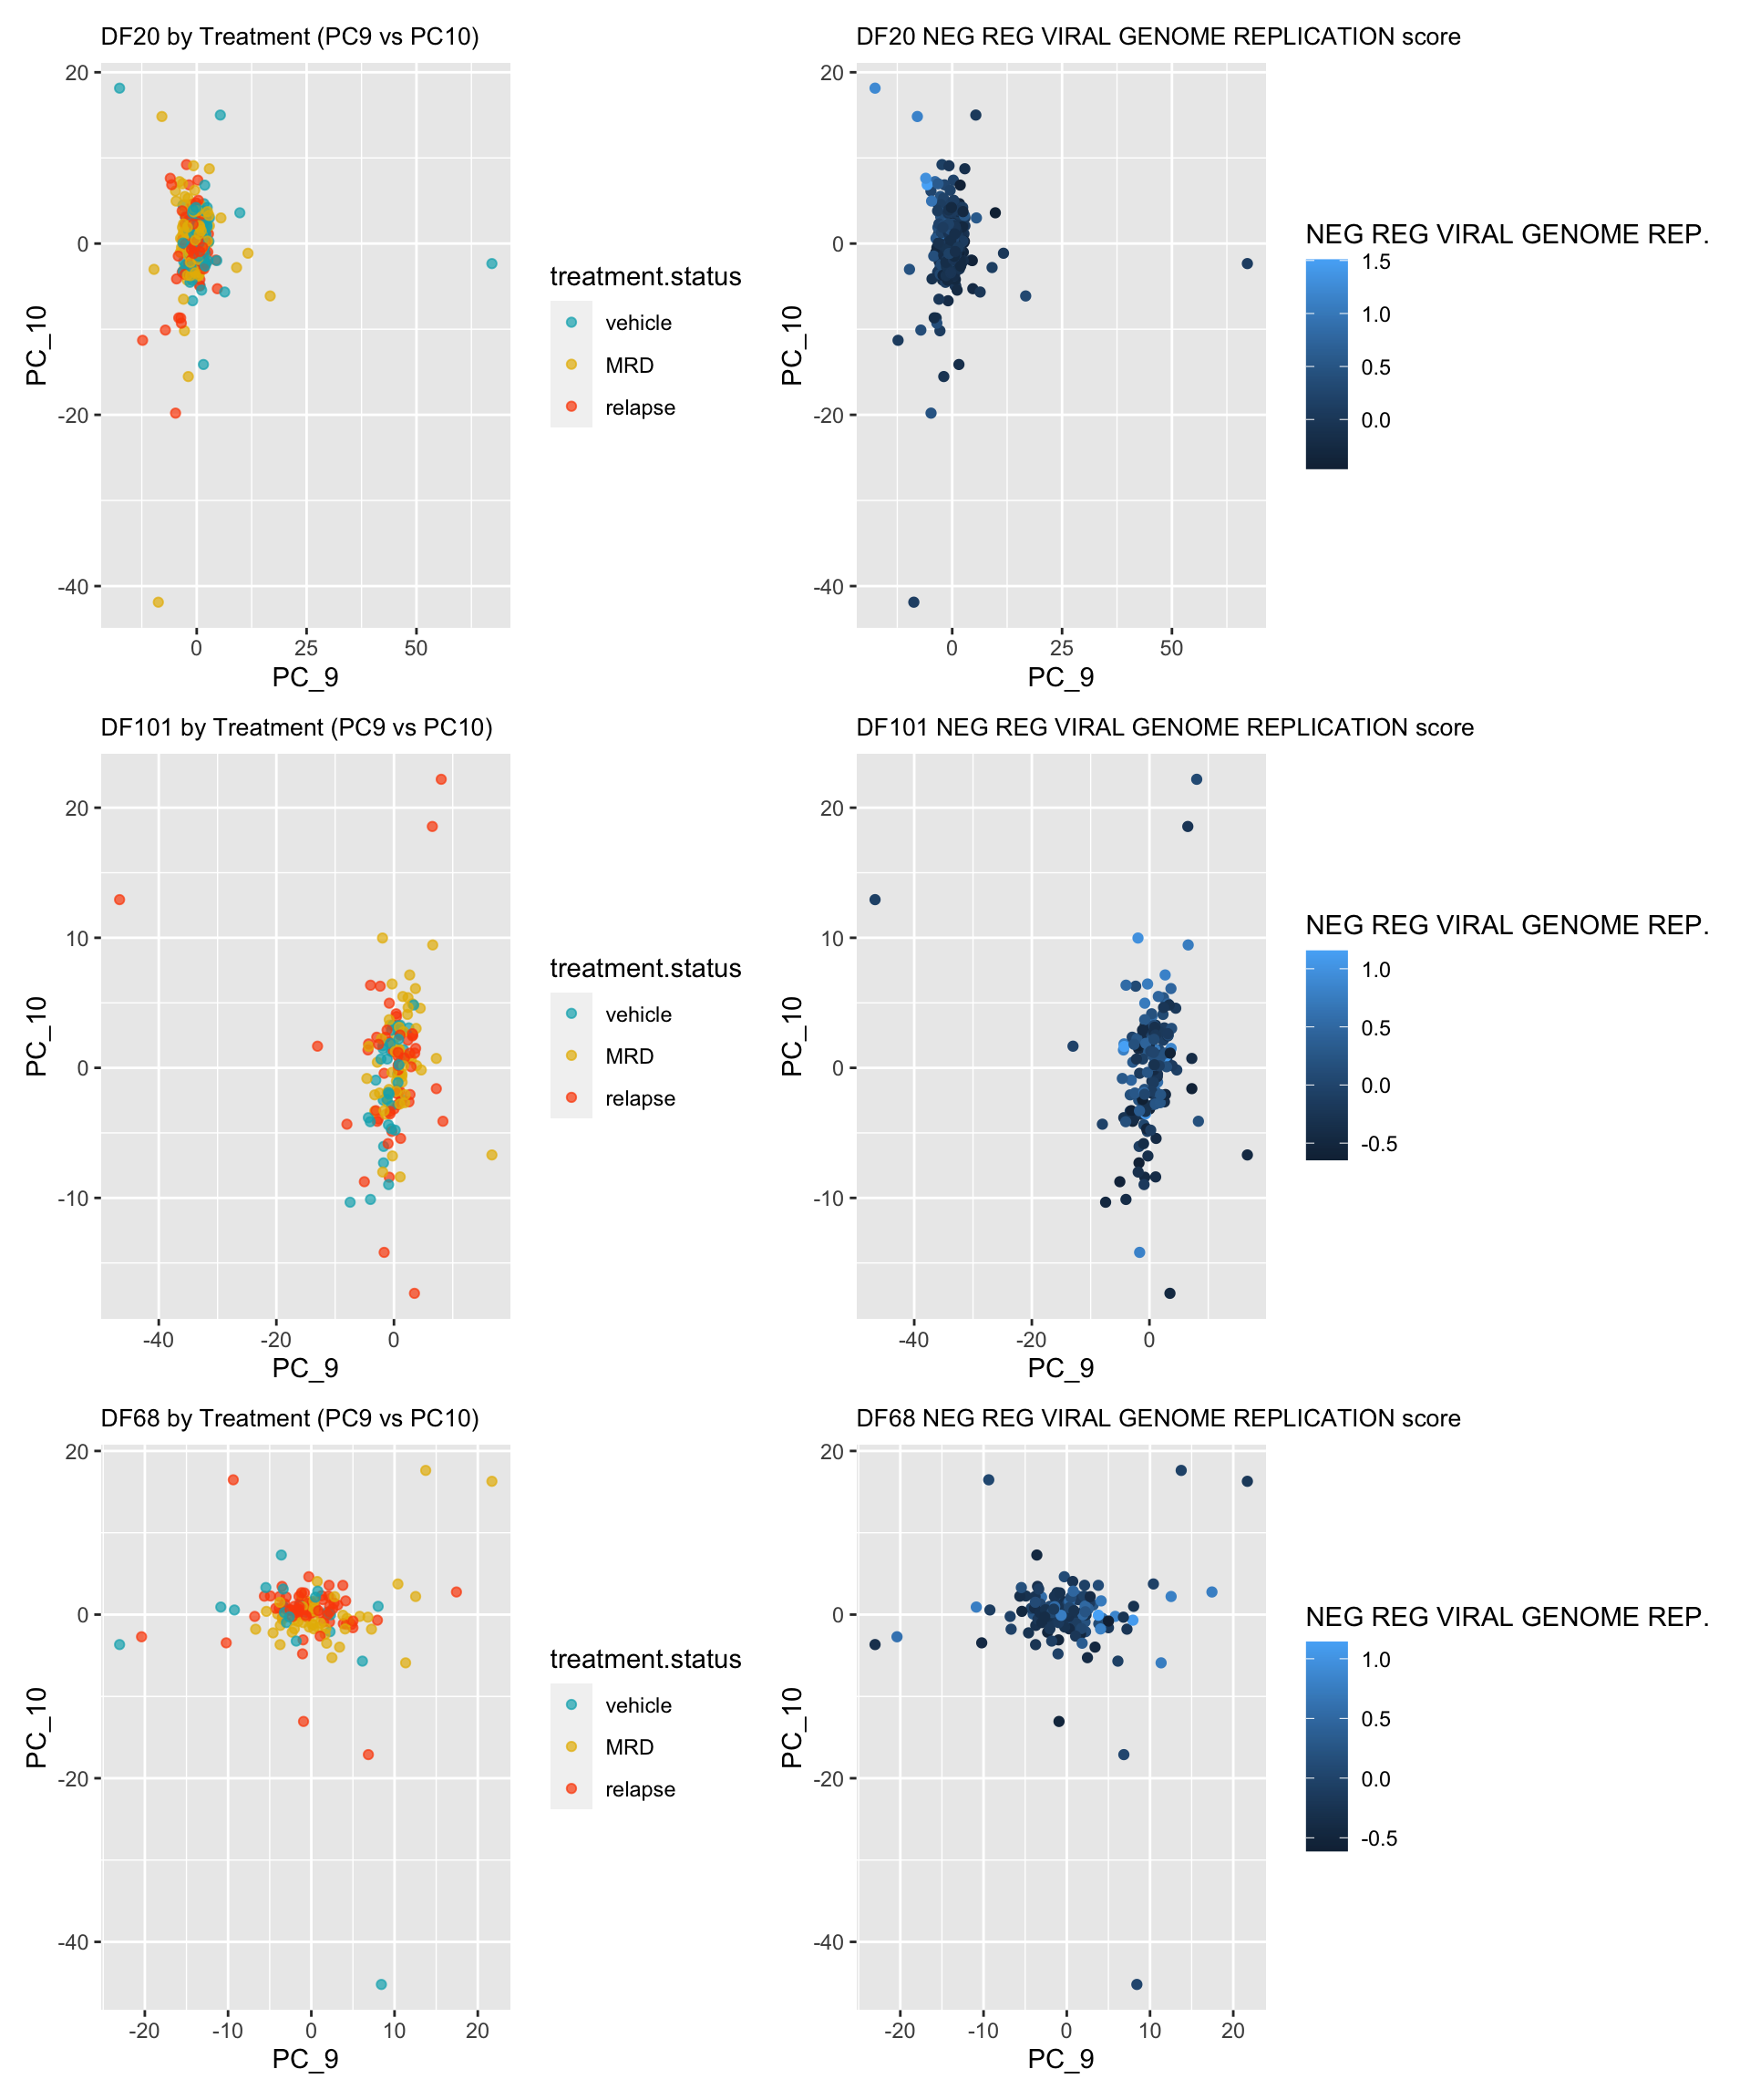 DF20 by Treatment (PC9 vs PC10)
20
0
-20
-40
PC_10
0 25 50
PC_9
treatment.status
vehicle
MRD
relapse
DF20 NEG REG VIRAL GENOME REPLICATION score
20
0
-20
-40
PC_10
0 25 50
PC_9
NEG REG VIRAL GENOME REP.
1.5
1.0
0.5
0.0
DF101 by Treatment (PC9 vs PC10)
20
10
0
-10
PC_10
-40 -20 0
PC_9
treatment.status
vehicle
MRD
relapse
DF101 NEG REG VIRAL GENOME REPLICATION score
20
10
0
-10
PC_10
-40 -20 0
PC_9
NEG REG VIRAL GENOME REP.
1.0
0.5
0.0
-0.5
DF68 by Treatment (PC9 vs PC10)
20
0
-20
-40
PC_10
-20 -10 0 10 20
PC_9
treatment.status
vehicle
MRD
relapse
DF68 NEG REG VIRAL GENOME REPLICATION score
20
0
-20
-40
PC_10
-20 -10 0 10 20
PC_9
NEG REG VIRAL GENOME REP.
1.0
0.5
0.0
-0.5